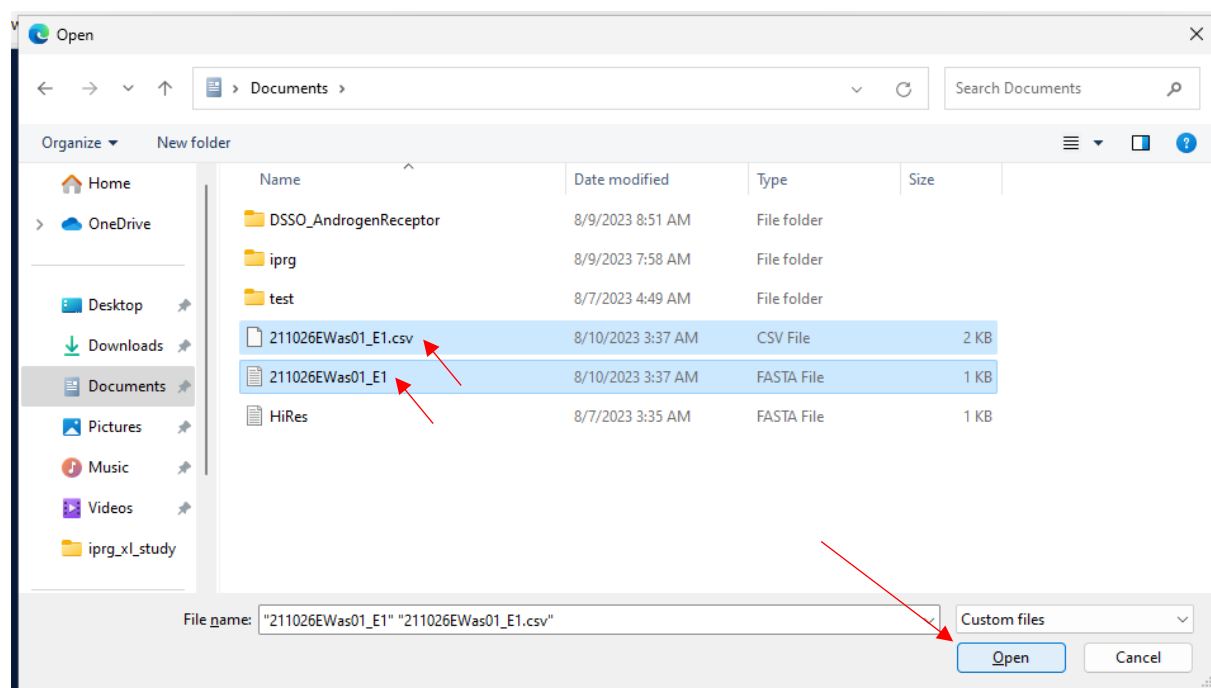 Open
Documents
Search Documents
Organize
New folder
Name Date modified Type Size
Home
OneDrive
Desktop
Downloads
Documents
Pictures
Music
Videos
iprg_xl_study
DSSO_AndrogenReceptor 8/9/2023 8:51 AM File folder
iprg 8/9/2023 7:58 AM File folder
test 8/7/2023 4:49 AM File folder
211026EWas01_E1.csv 8/10/2023 3:37 AM CSV File 2 KB
211026EWas01_E1 8/10/2023 3:37 AM FASTA File 1 KB
HiRes 8/7/2023 3:35 AM FASTA File 1 KB
File name: "211026EWas01_E1" "211026EWas01_E1.csv"
Custom files
Open Cancel